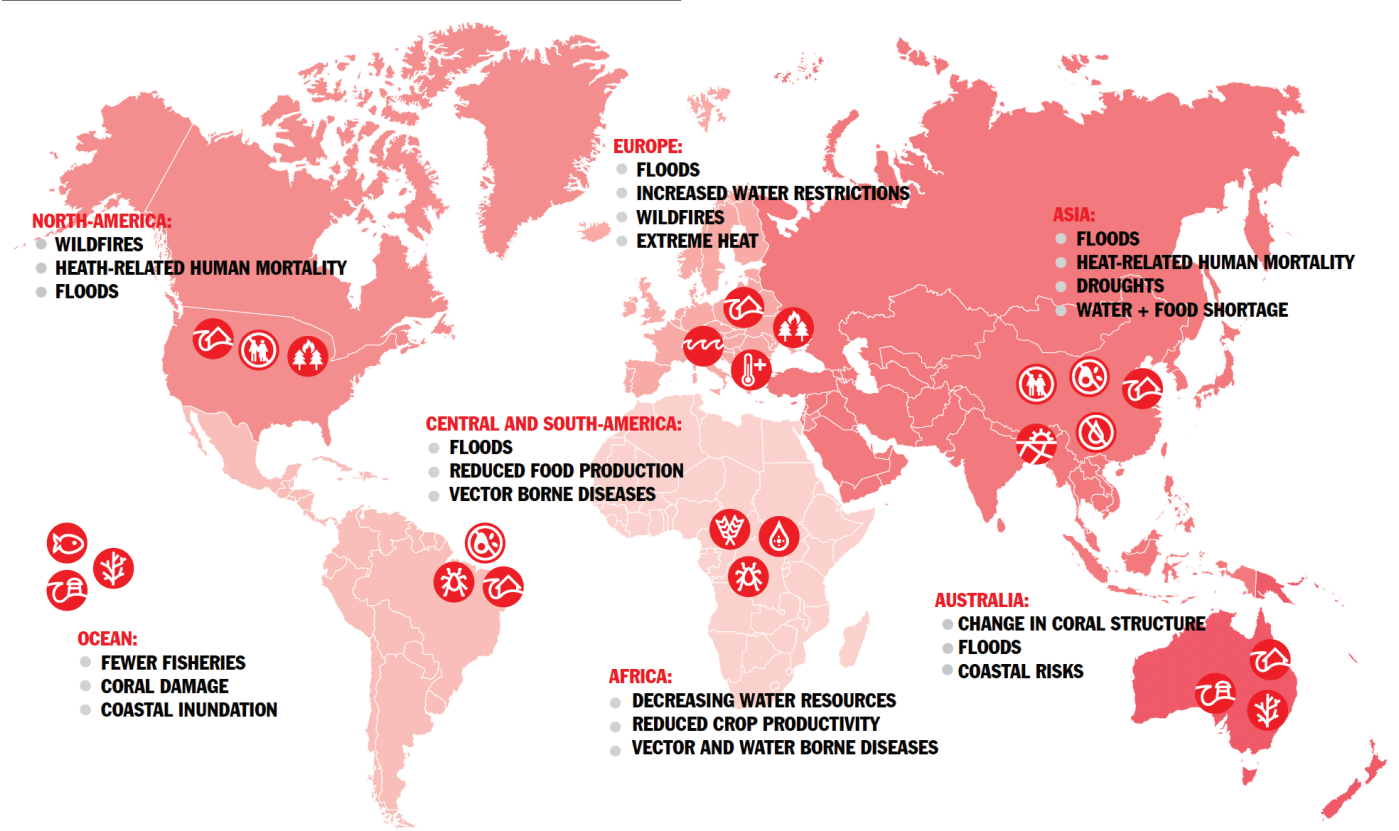 EUROPE:
FLOODS
INCREASED WATER RESTRICTIONS
WILDFIRES
EXTREME HEAT
NORTH-AMERICA:
WILDFIRES
HEATH-RELATED HUMAN MORTALITY
FLOODS
ASIA:
FLOODS
HEAT-RELATED HUMAN MORTALITY
DROUGHTS
WATER + FOOD SHORTAGE
CENTRAL AND SOUTH-AMERICA:
FLOODS
REDUCED FOOD PRODUCTION
VECTOR BORNE DISEASES
OCEAN:
FEWER FISHERIES
CORAL DAMAGE
COASTAL INUNDATION
AFRICA:
DECREASING WATER RESOURCES
REDUCED CROP PRODUCTIVITY
VECTOR AND WATER BORNE DISEASES
AUSTRALIA:
CHANGE IN CORAL STRUCTURE
FLOODS
COASTAL RISKS